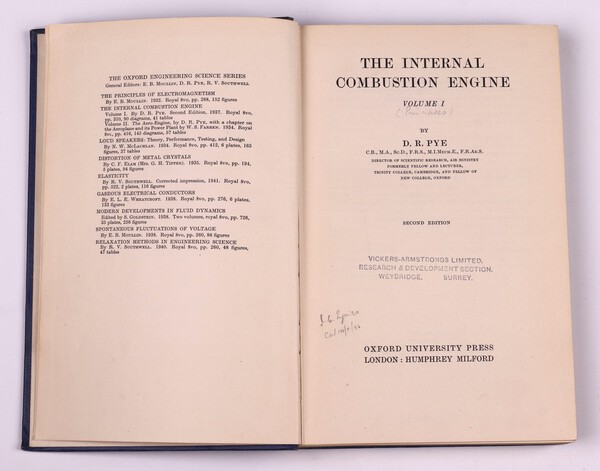 THE OXFORD ENGINEERING SCIENCE SERIES
General Editors: E. B. MOULLIN, D. R. PYE, R. V. SOUTHWELL
THE PRINCIPLES OF ELECTROMAGNETISM
By E. B. MOULLIN. 1932. Royal 8vo, pp. 288, 152 figures
THE INTERNAL COMBUSTION ENGINE
Volume I. By D. R. PYE. Second Edition, 1937. Royal 8vo,
pp. 350, 90 diagrams, 41 tables
Volume II. The Aero-Engine, by D. R. PYE, with a chapter on
the Aeroplane and its Power Plant by W. S. FARREN. 1934. Royal
8vo, pp. 416, 141 diagrams, 57 tables
LOUD SPEAKERS: Theory, Performance, Testing, and Design
By N. W. MCLACHLAN. 1934. Royal 8vo, pp. 412, 6 plates, 165
figures, 37 tables
DISTORTION OF METAL CRYSTALS
By C. F. ELAM (MRS. G. H. TIPPER). 1935. Royal 8vo, pp. 194,
5 plates, 94 figures
ELASTICITY
By R. V. SOUTHWELL. Corrected impression, 1941. Royal 8vo,
pp. 522, 2 plates, 116 figures
GASEOUS ELECTRICAL CONDUCTORS
By E. L. E. WHEATCROFT. 1938. Royal 8vo, pp. 276, 6 plates,
133 figures
MODERN DEVELOPMENTS IN FLUID DYNAMICS
Edited by S. GOLDSTEIN. 1938. Two volumes, royal 8vo, pp. 728,
25 plates, 258 figures
SPONTANEOUS FLUCTUATIONS OF VOLTAGE
By E. B. MOULLIN. 1938. Royal 8vo, pp. 260, 86 figures
RELAXATION METHODS IN ENGINEERING SCIENCE
By R. V. SOUTHWELL. 1940. Royal 8vo, pp. 260, 48 figures,
47 tables
THE INTERNAL
COMBUSTION ENGINE
VOLUME I
BY
D. R. PYE
C.B., M.A., SC.D., F.R.S., M.I.MECH.E., F.R.AE.S.
DIRECTOR OF SCIENTIFIC RESEARCH, AIR MINISTRY
FORMERLY FELLOW AND LECTURER,
TRINITY COLLEGE, CAMBRIDGE, AND FELLOW OF
NEW COLLEGE, OXFORD
SECOND EDITION
VICKERS-ARMSTRONGS LIMITED,
RESEARCH & DEVELOPMENT SECTION,
WEYBRIDGE, SURREY.
OXFORD UNIVERSITY PRESS
LONDON: HUMPHREY MILFORD